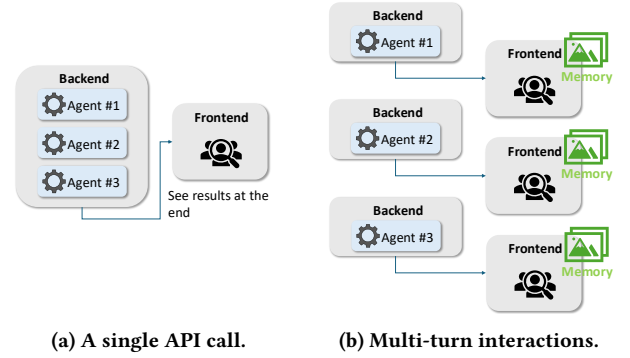 Backend
Agent #1
Agent #2
Agent #3
Frontend
See results at the
end
(a) A single API call.
Backend
Agent #1
Frontend
Memory
Backend
Agent #2
Frontend
Memory
Backend
Agent #3
Frontend
Memory
(b) Multi-turn interactions.